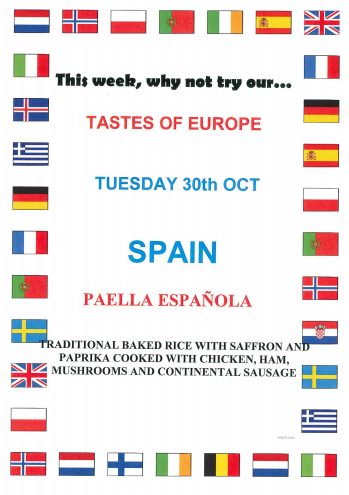 This week, why not try our...
TASTES OF EUROPE
TUESDAY 30th OCT
SPAIN
PAELLA ESPAÑOLA
TRADITIONAL BAKED RICE WITH SAFFRON AND
PAPRIKA COOKED WITH CHICKEN, HAM,
MUSHROOMS AND CONTINENTAL SAUSAGE